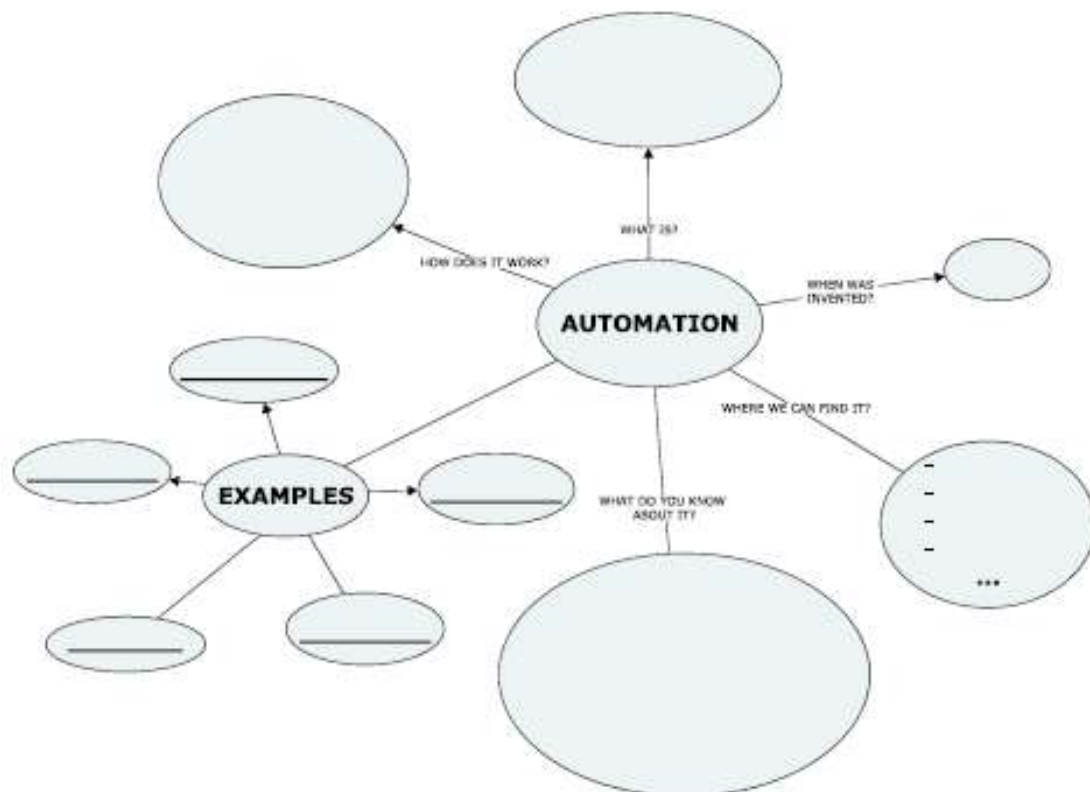 WHAT IS?
HOW DOES IT WORK?
WHEN WAS
INVENTED?
AUTOMATION
WHERE WE CAN FIND IT?
EXAMPLES
WHAT DO YOU KNOW
ABOUT IT?
-
-
-
-
...